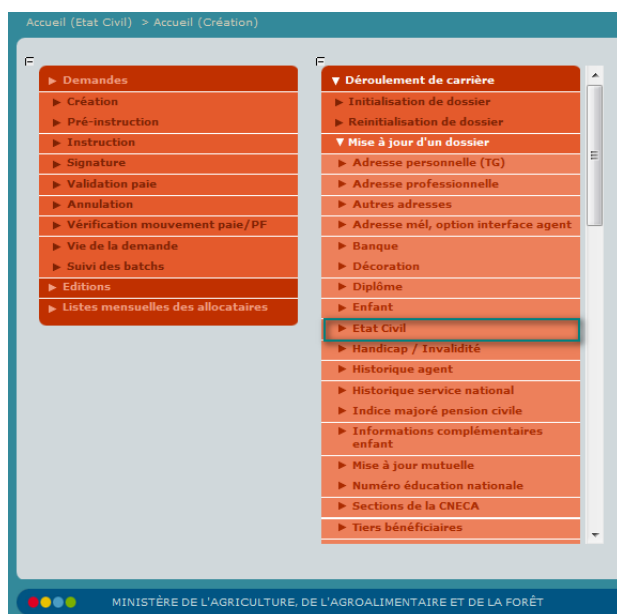 Accueil (Etat Civil) > Accueil (Création)
Demandes
Création
Pré-instruction
Instruction
Signature
Validation paie
Annulation
Vérification mouvement paie/PF
Vie de la demande
Suivi des batchs
Editions
Listes mensuelles des allocataires
Déroulement de carrière
Initialisation de dossier
Reinitialisation de dossier
Mise à jour d'un dossier
Adresse personnelle (TG)
Adresse professionnelle
Autres adresses
Adresse mél, option interface agent
Banque
Décoration
Diplôme
Enfant
Etat Civil
Handicap / Invalidité
Historique agent
Historique service national
Indice majoré pension civile
Informations complémentaires
enfant
Mise à jour mutuelle
Numéro éducation nationale
Sections de la CNECA
Tiers bénéficiaires
MINISTÈRE DE L'AGRICULTURE, DE L'AGROALIMENTAIRE ET DE LA FORÊT